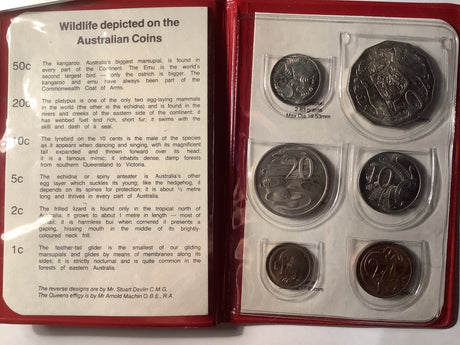 Wildlife depicted on the
Australian Coins
50c
The kangaroo. Australia's biggest marsupial, is found in
every part of the Continent. The Emu is the world's
second largest bird — only the ostrich is bigger. The
kangaroo and emu have always been part of the
Commonwealth Coat of Arms.
20c
The platypus is one of the only two egg-laying mammals
in the world (the other is the echidna) and is found in the
rivers and creeks of the eastern side of the continent. It
has webbed feet and rich, short fur; it swims with the
skill and dash of a seal.
10c
The lyrebird on the 10 cents is the male of the species
as it appears when dancing and singing, with its magnificent
tail expanded and thrown forward over its head;
it is a famous mimic; it inhabits dense, damp forests
from southern Queensland to Victoria.
5c
The echidna or spiny anteater is Australia's other
egg layer which suckles its young; like the hedgehog, it
depends on its spines for protection; it is about ½ metre
long and thrives in every part of Australia.
2c
The frilled lizard is found only in the tropical north of
Australia; it grows to about 1 metre in length — most of
it tail; it is harmless but when cornered it presents a
gaping, hissing mouth in the middle of its brightly-
coloured neck frill.
1c
The feather-tail glider is the smallest of our gliding
marsupials and glides by means of membranes along its
sides; it is strictly nocturnal and is quite common in the
forests of eastern Australia.
The reverse designs are by Mr. Stuart Devlin C.M.G.
The Queens effigy is by Mr Arnold Machin O.B.E., R.A.
5
2.83 grams
Max Dia. 19.53mm
50
20
10
2